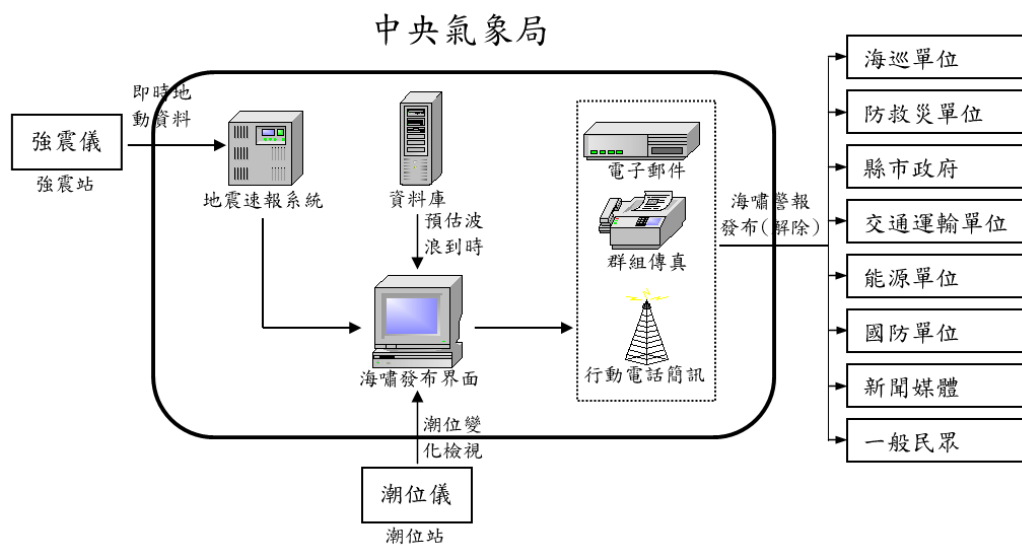 中央氣象局
即時地
動資料
強震儀
強震站
地震速報系統
資料庫
預估波
浪到時
海嘯發布界面
潮位變
化檢視
潮位儀
潮位站
電子郵件
群組傳真
行動電話簡訊
海嘯警報
發布(解除)
海巡單位
防救災單位
縣市政府
交通運輸單位
能源單位
國防單位
新聞媒體
一般民眾